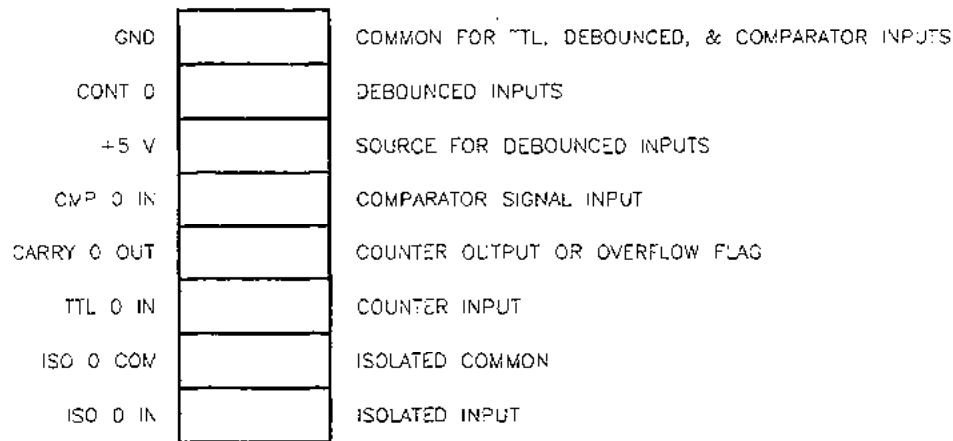 GND COMMON FOR TTL, DEBOUNCED, & COMPARATOR INPUTS
CONT 0 DEBOUNCED INPUTS
+5 V SOURCE FOR DEBOUNCED INPUTS
CMP 0 IN COMPARATOR SIGNAL INPUT
CARRY 0 OUT COUNTER OUTPUT OR OVERFLOW FLAG
TTL 0 IN COUNTER INPUT
ISO 0 COM ISOLATED COMMON
ISO 0 IN ISOLATED INPUT